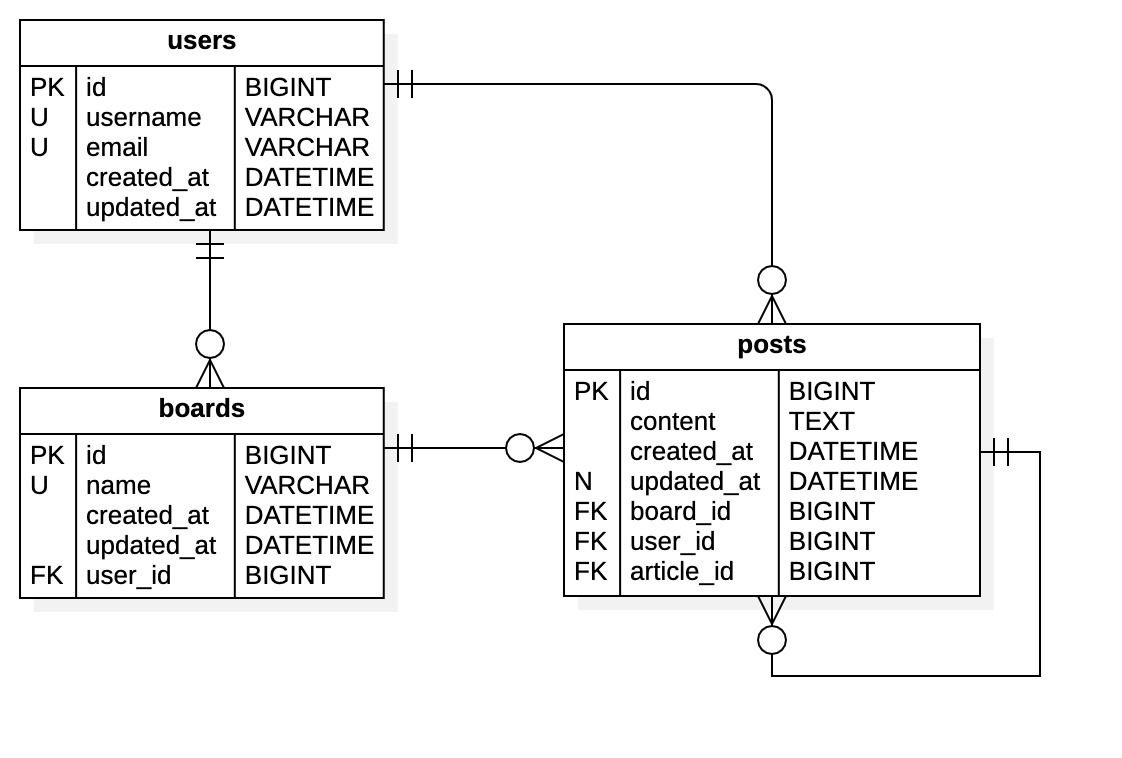 users
PK id BIGINT
U username VARCHAR
U email VARCHAR
created_at DATETIME
updated_at DATETIME
boards
PK id BIGINT
U name VARCHAR
created_at DATETIME
updated_at DATETIME
FK user_id BIGINT
posts
PK id BIGINT
content TEXT
created_at DATETIME
N updated_at DATETIME
FK board_id BIGINT
FK user_id BIGINT
FK article_id BIGINT